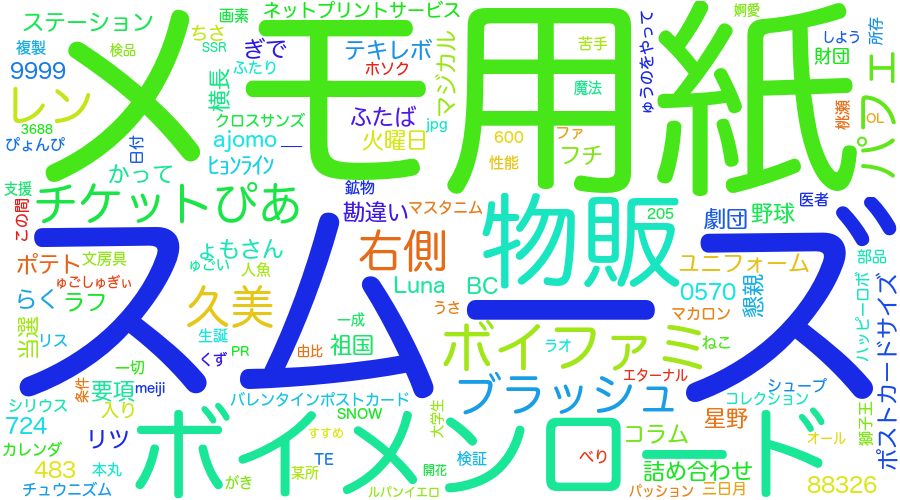 ステーション
画素
ネットプリントサービス
婀愛
複製
検品
ちさ
SSR
ぎで
テキレボ
苦手
しよう
所存
9999
横長
ふたり
ホソク
マジカル
ゅうのをやって
財団
メモ用紙
レン
3688
クロスサンズ
ふたば
jpg
魔法
桃瀬
OL
パフェ
ぴょんぴ
日付
ajomo
火曜日
600
ファ
かって
ﾋｮﾝﾗｲﾝ
性能
フチ
支援
この間
チケットぴあ
鉱物
勘違い
マスタニム
物販
205
劇団
野球
医者
ょもさん
右側
ポテト
文房具
ゅごい
人魚
ユニフォーム
部品
ゅごしゅぎぃ
Luna
BC
0570
懇親
スムーズ
らく
ラフ
久美
うさ
マカロン
ハッピーロボ
ポストカードサイズ
当選
リス
生誕
一成
祖国
ボイファミ
ラオ
ねこ
くず
PR
由比
一切
条件
要項
meiji
エターナル
シュープ
バレンタインポストカード
ブラッシュ
コレクション
シリウス
入り
SNOW
大学生
星野
獅子王
724
リツ
ボイメンロード
すすめ
コラム
オール
カレンダ
483
本丸
某所
TE
開花
検証
べり
詰め合わせ
チュウニズム
がき
ルパンイエロ
パッション
三日月
88326